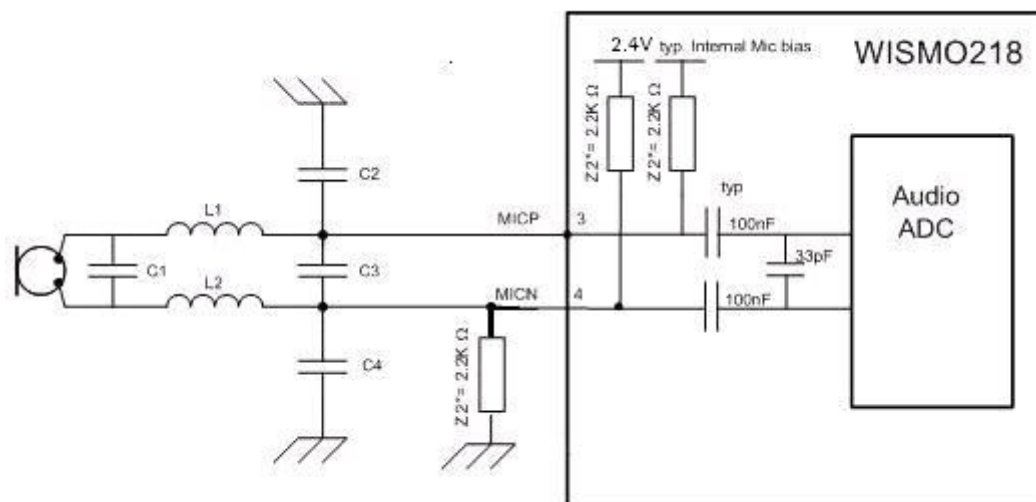 2.4V typ. Internal Mic bias
WISMO218
Z2*= 2.2K Ω
Z2*= 2.2K Ω
C2
typ
Audio
ADC
L1
MICP
3
100nF
C1
C3
33pF
L2
MICN
4
100nF
C4
Z2*= 2.2K Ω